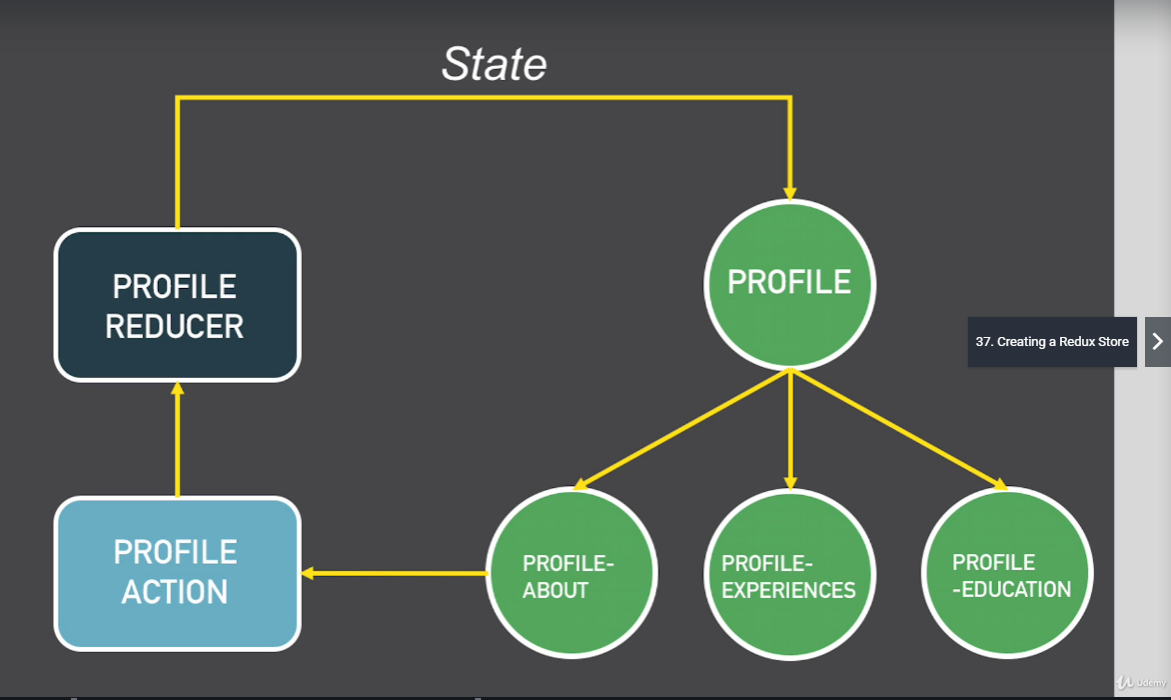 State
PROFILE
REDUCER
PROFILE
37. Creating a Redux Store
PROFILE
ACTION
PROFILE-
ABOUT
PROFILE-
EXPERIENCES
PROFILE
-EDUCATION
Udemy